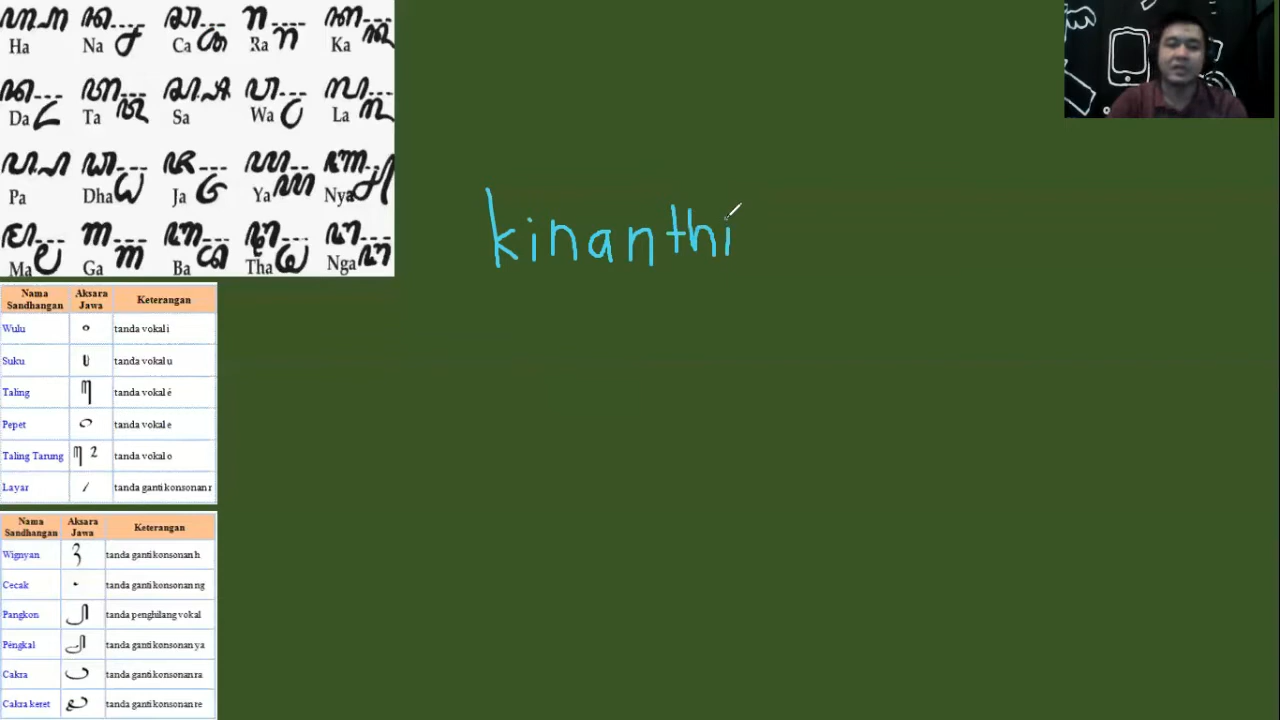 Ha Na Ca Ra Ka
Da Ta Sa Wa La
Pa Dha Ja Ya Nya
Ma Ga Ba Tha Nga
kinanthi
Nama Sandhangan Aksara Jawa Keterangan
Wulu tanda vokal i
Suku tanda vokal u
Taling tanda vokal é
Pepet tanda vokal e
Taling Tarung tanda vokal o
Layar tanda ganti konsonan r
Nama Sandhangan Aksara Jawa Keterangan
Wignyan tanda ganti konsonan h
Cecak tanda ganti konsonan ng
Pangkon tanda penghilang vokal
Péngkal tanda ganti konsonan ya
Cakra tanda ganti konsonan ra
Cakra keret tanda ganti konsonan re